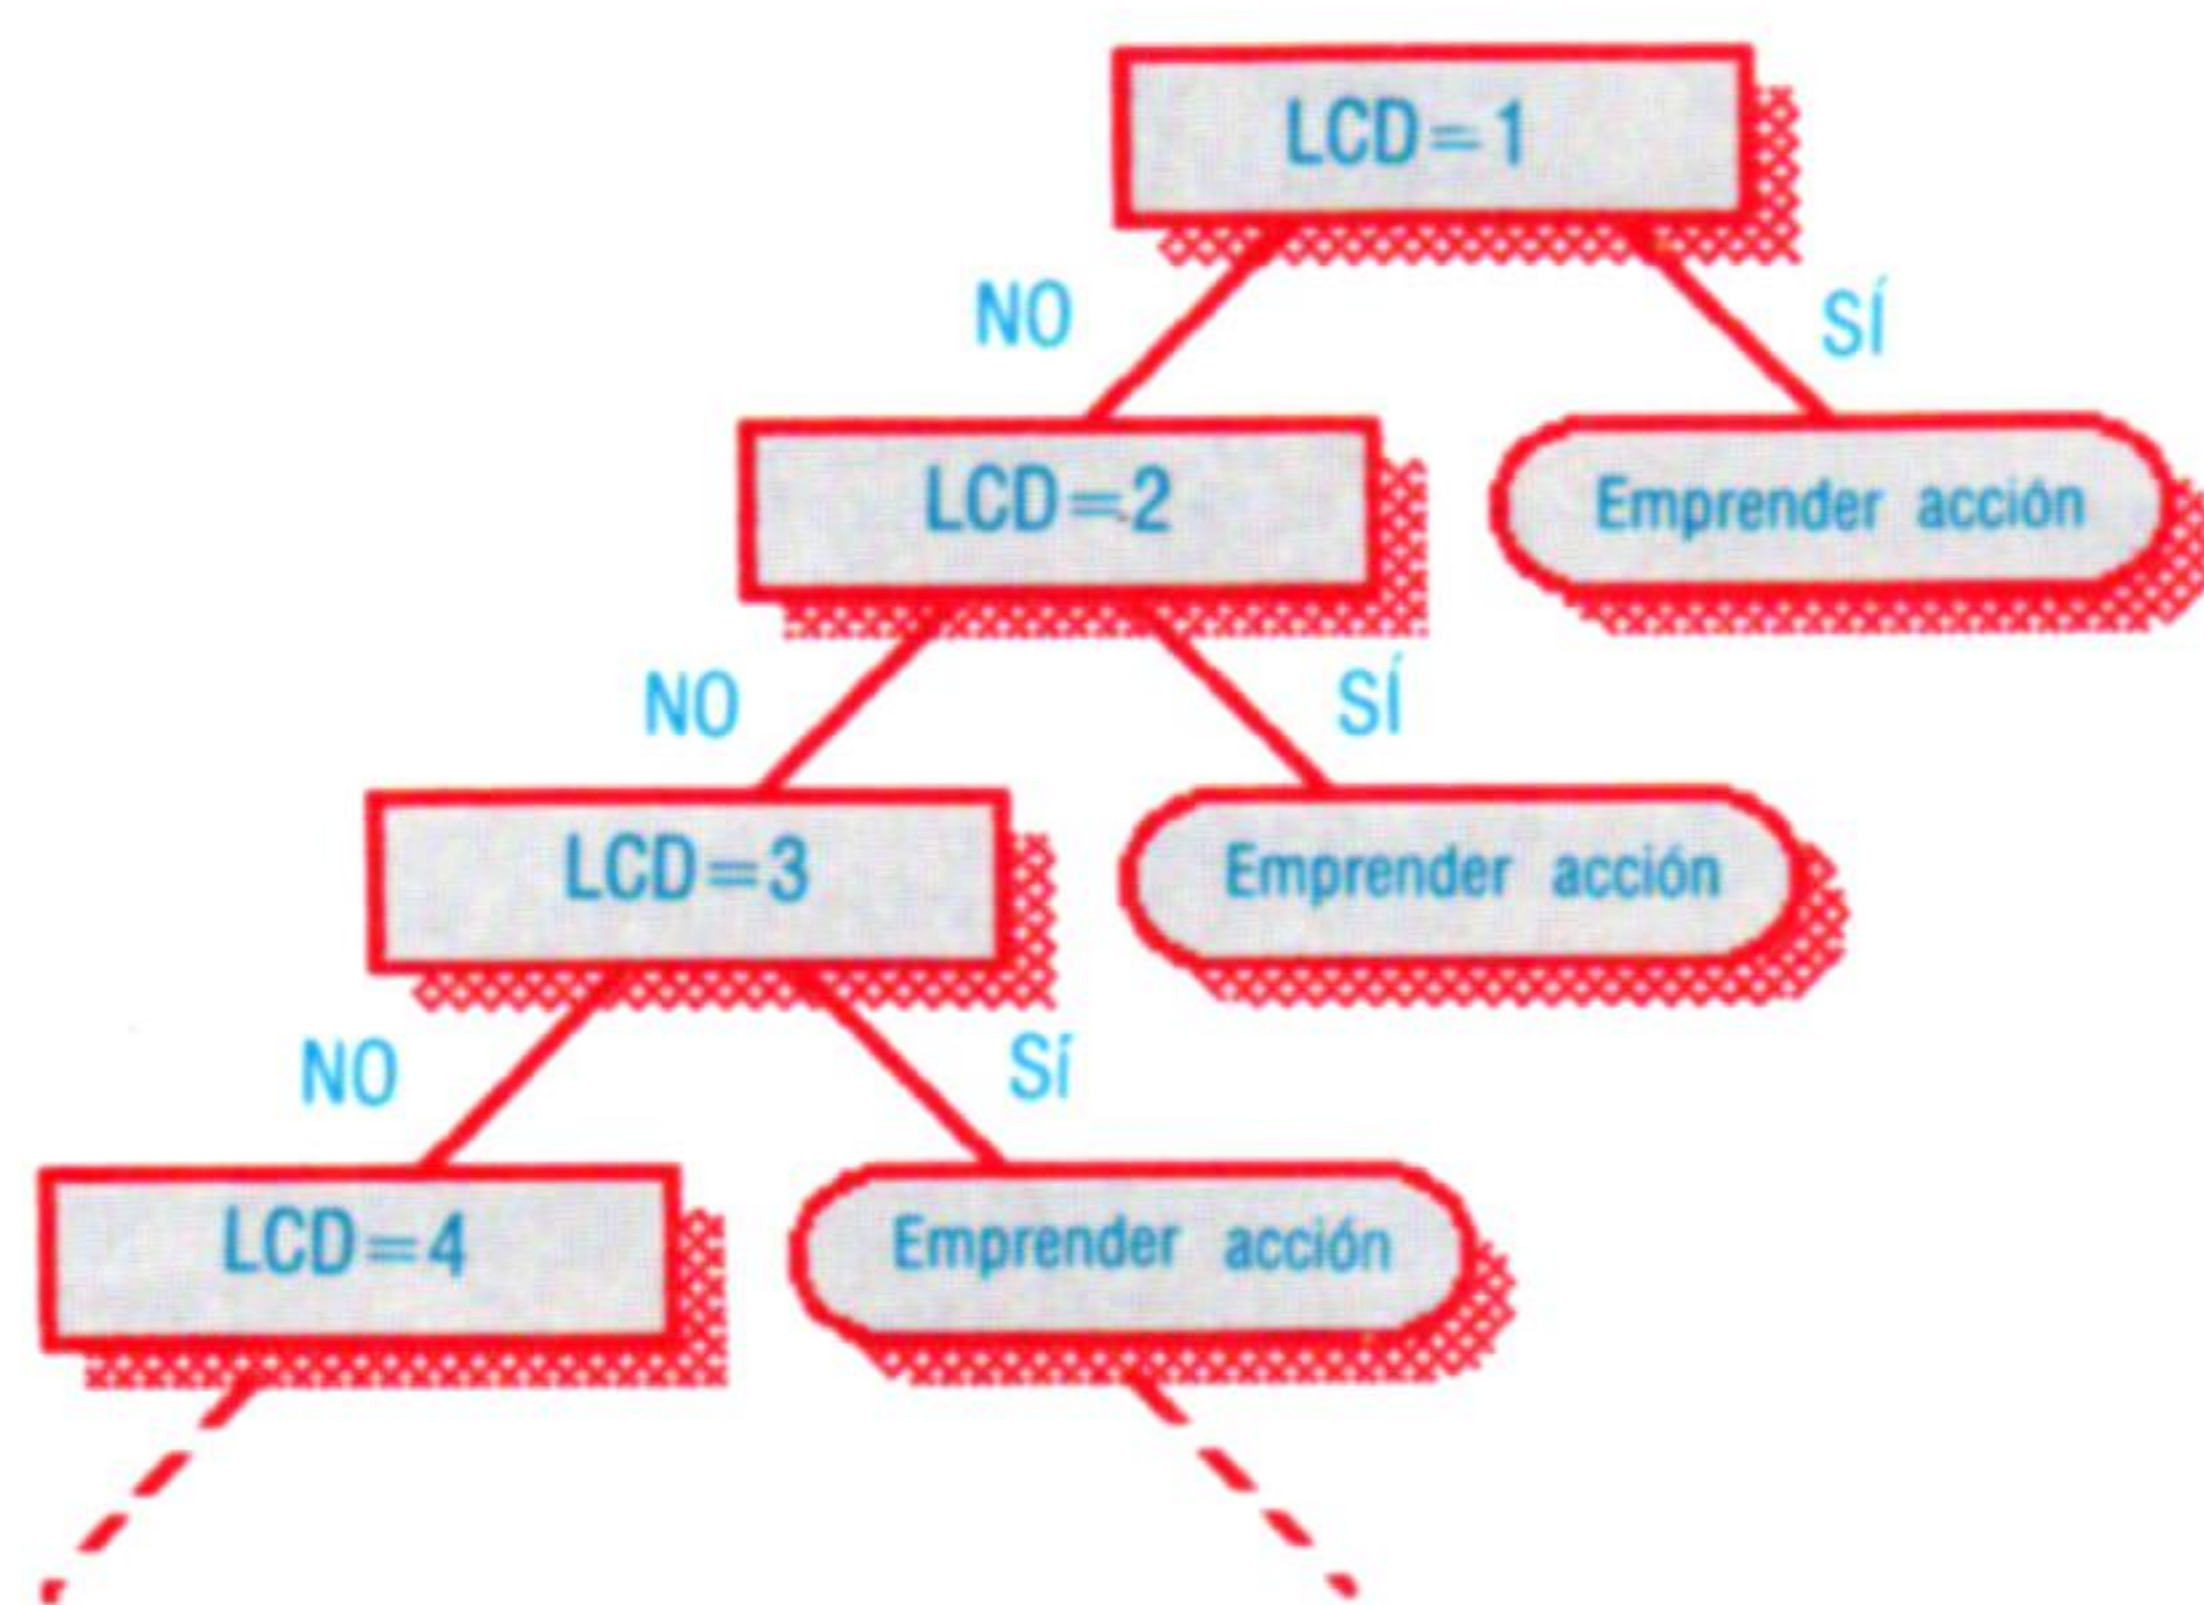 LCD=1
NO
SÍ
LCD=2
Emprender acción
NO
SÍ
LCD=3
Emprender acción
NO
Sí
LCD=4
Emprender acción